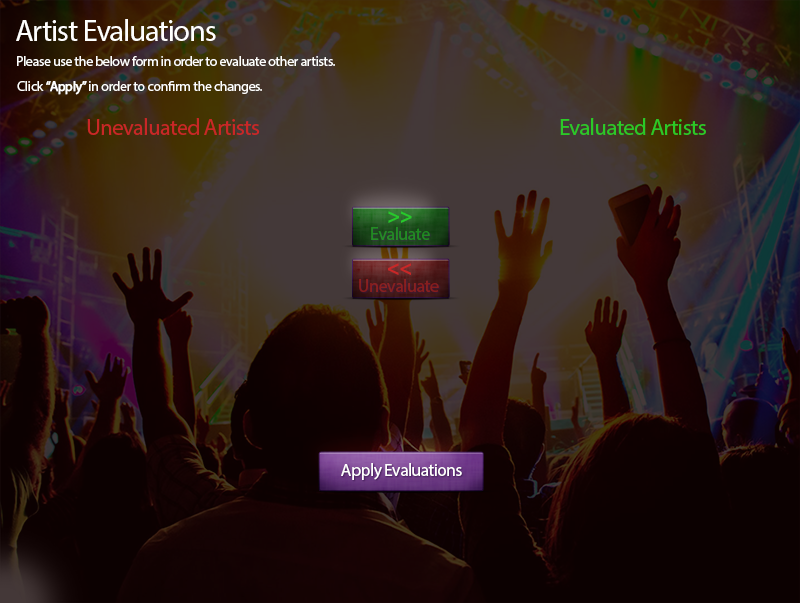 Artist Evaluations
Please use the below form in order to evaluate other artists.
Click “Apply” in order to confirm the changes.
Unevaluated Artists
Evaluated Artists
>>
Evaluate
<<
Unevaluate
Apply Evaluations